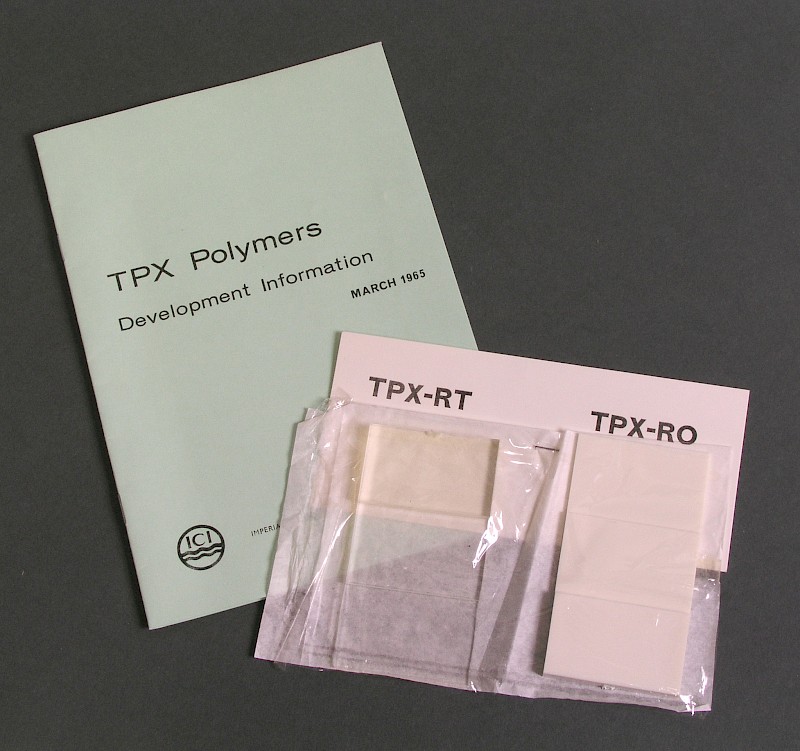 TPX Polymers
Development Information
MARCH 1965
TPX-RT
TPX-RO
ICI